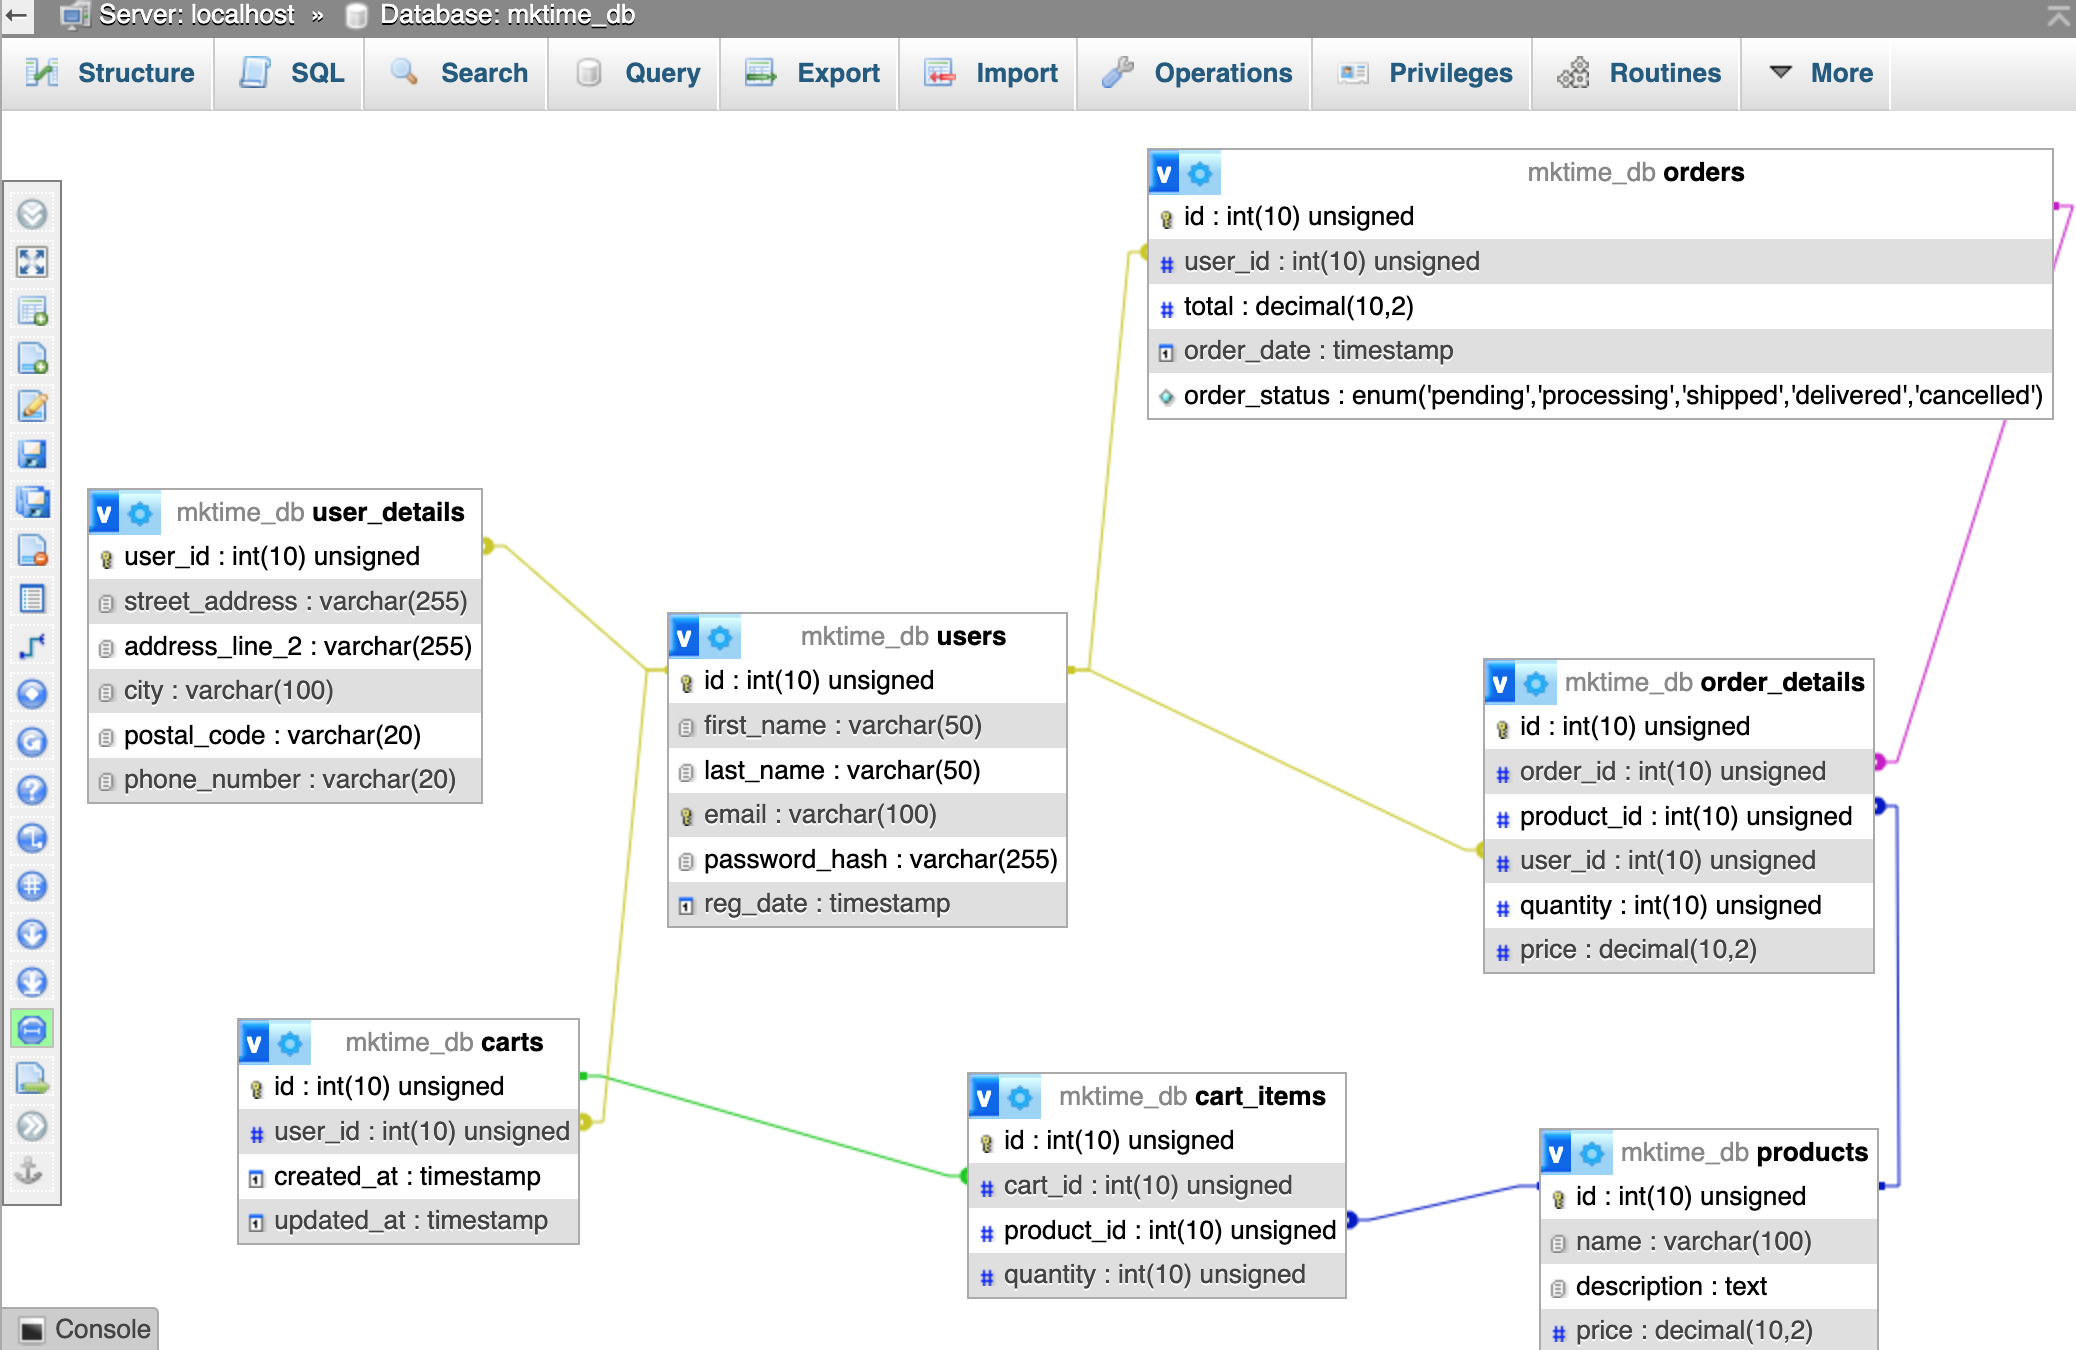 Server: localhost » Database: mktime_db
Structure SQL Search Query Export Import Operations Privileges Routines More
mktime_db orders
id : int(10) unsigned
user_id : int(10) unsigned
total : decimal(10,2)
order_date : timestamp
order_status : enum('pending','processing','shipped','delivered','cancelled')
mktime_db user_details
user_id : int(10) unsigned
street_address : varchar(255)
address_line_2 : varchar(255)
city : varchar(100)
postal_code : varchar(20)
phone_number : varchar(20)
mktime_db users
id : int(10) unsigned
first_name : varchar(50)
last_name : varchar(50)
email : varchar(100)
password_hash : varchar(255)
reg_date : timestamp
mktime_db order_details
id : int(10) unsigned
order_id : int(10) unsigned
product_id : int(10) unsigned
user_id : int(10) unsigned
quantity : int(10) unsigned
price : decimal(10,2)
mktime_db carts
id : int(10) unsigned
user_id : int(10) unsigned
created_at : timestamp
updated_at : timestamp
mktime_db cart_items
id : int(10) unsigned
cart_id : int(10) unsigned
product_id : int(10) unsigned
quantity : int(10) unsigned
mktime_db products
id : int(10) unsigned
name : varchar(100)
description : text
price : decimal(10,2)
Console